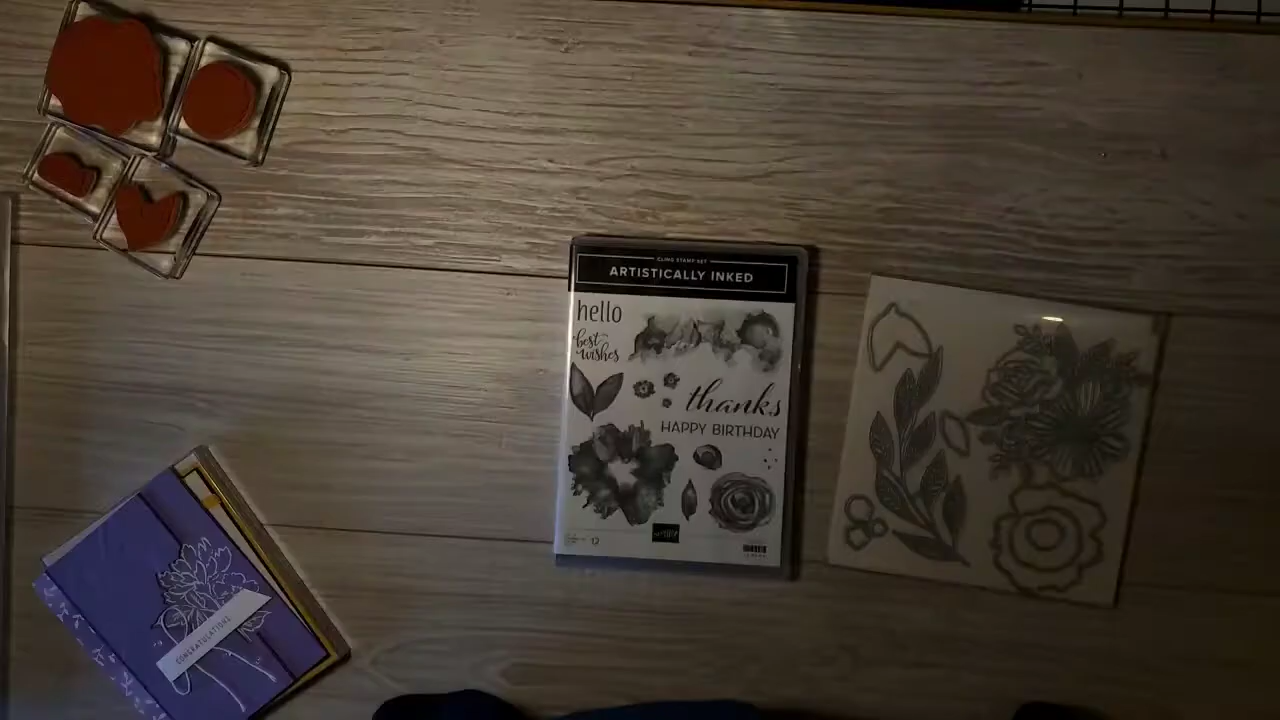 CLING STAMP SET
ARTISTICALLY INKED
hello
best wishes
thanks
HAPPY BIRTHDAY
12
CONGRATULATIONS